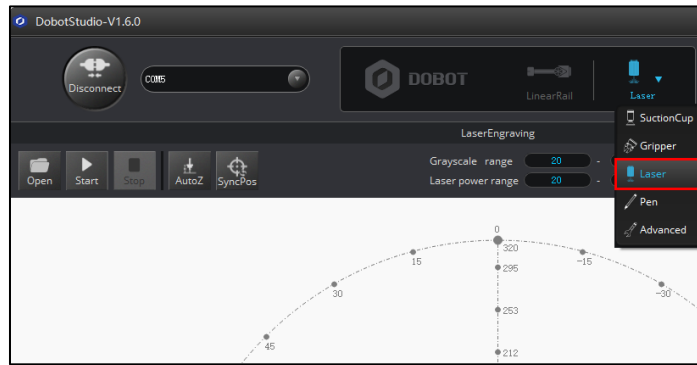 DobotStudio-V1.6.0
Disconnect
COM5
DOBOT
LinearRail
Laser
SuctionCup
Gripper
Laser
Pen
Advanced
LaserEngraving
Open
Start
Stop
AutoZ
SyncPos
Grayscale range 20 -
Laser power range 20 -
0
320
15
-15
295
30
-30
253
45
212